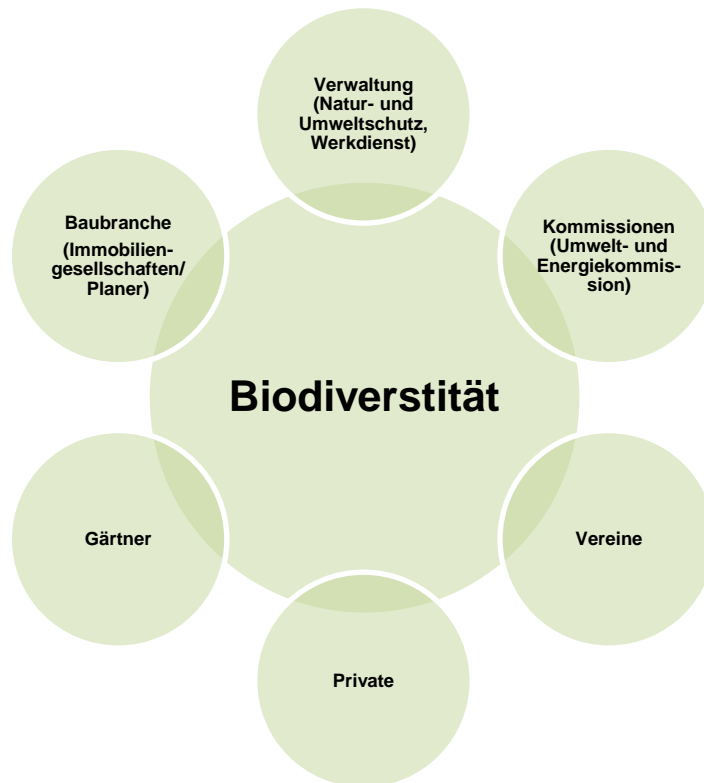 Verwaltung
(Natur- und
Umweltschutz,
Werkdienst)
Baubranche
(Immobilien-
gesellschaften/
Planer)
Kommissionen
(Umwelt- und
Energiekommis-
sion)
Biodiverstität
Gärtner
Vereine
Private